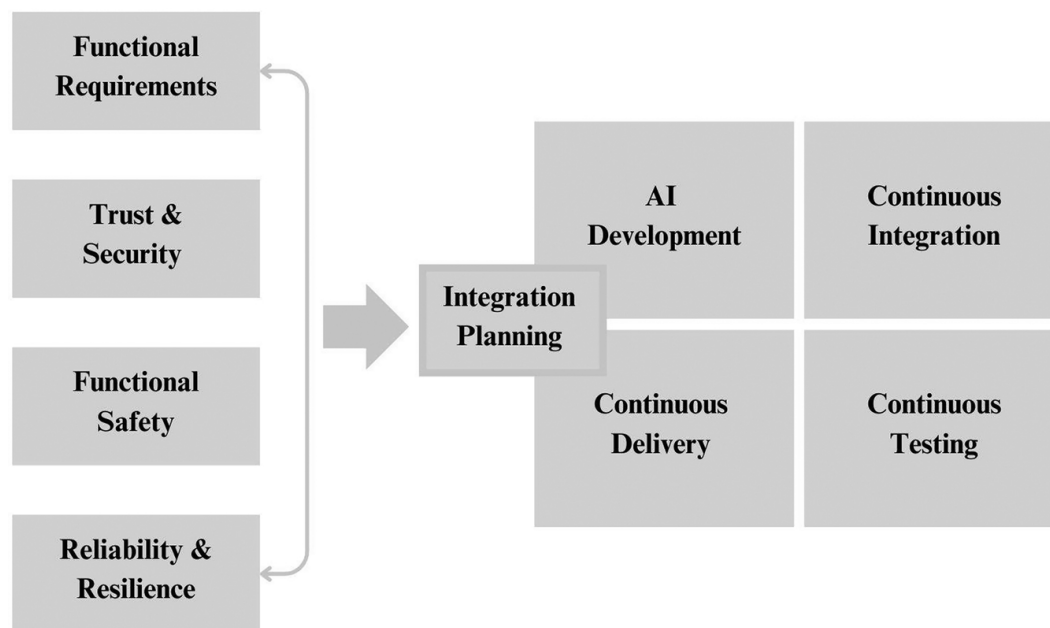 Functional
Requirements
Trust &
Security
Functional
Safety
Reliability &
Resilience
Integration
Planning
AI
Development
Continuous
Integration
Continuous
Delivery
Continuous
Testing